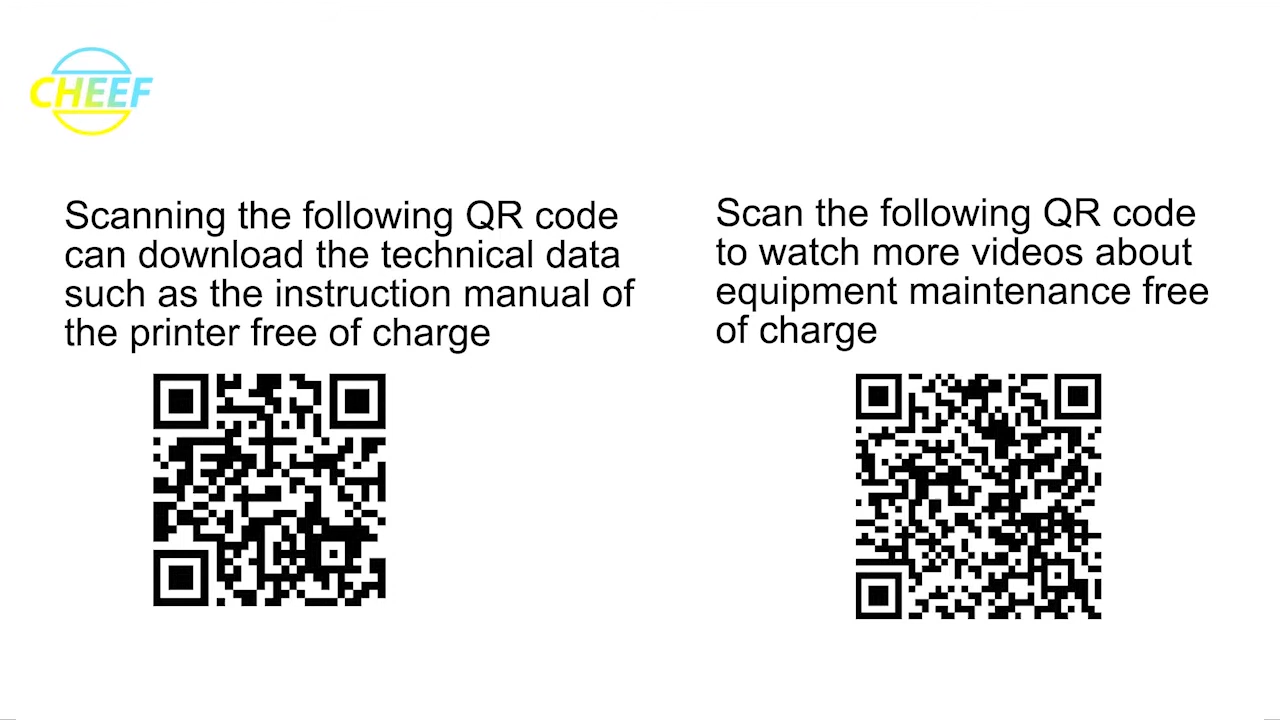 CHEEF
Scanning the following QR code
can download the technical data
such as the instruction manual of
the printer free of charge
Scan the following QR code
to watch more videos about
equipment maintenance free
of charge